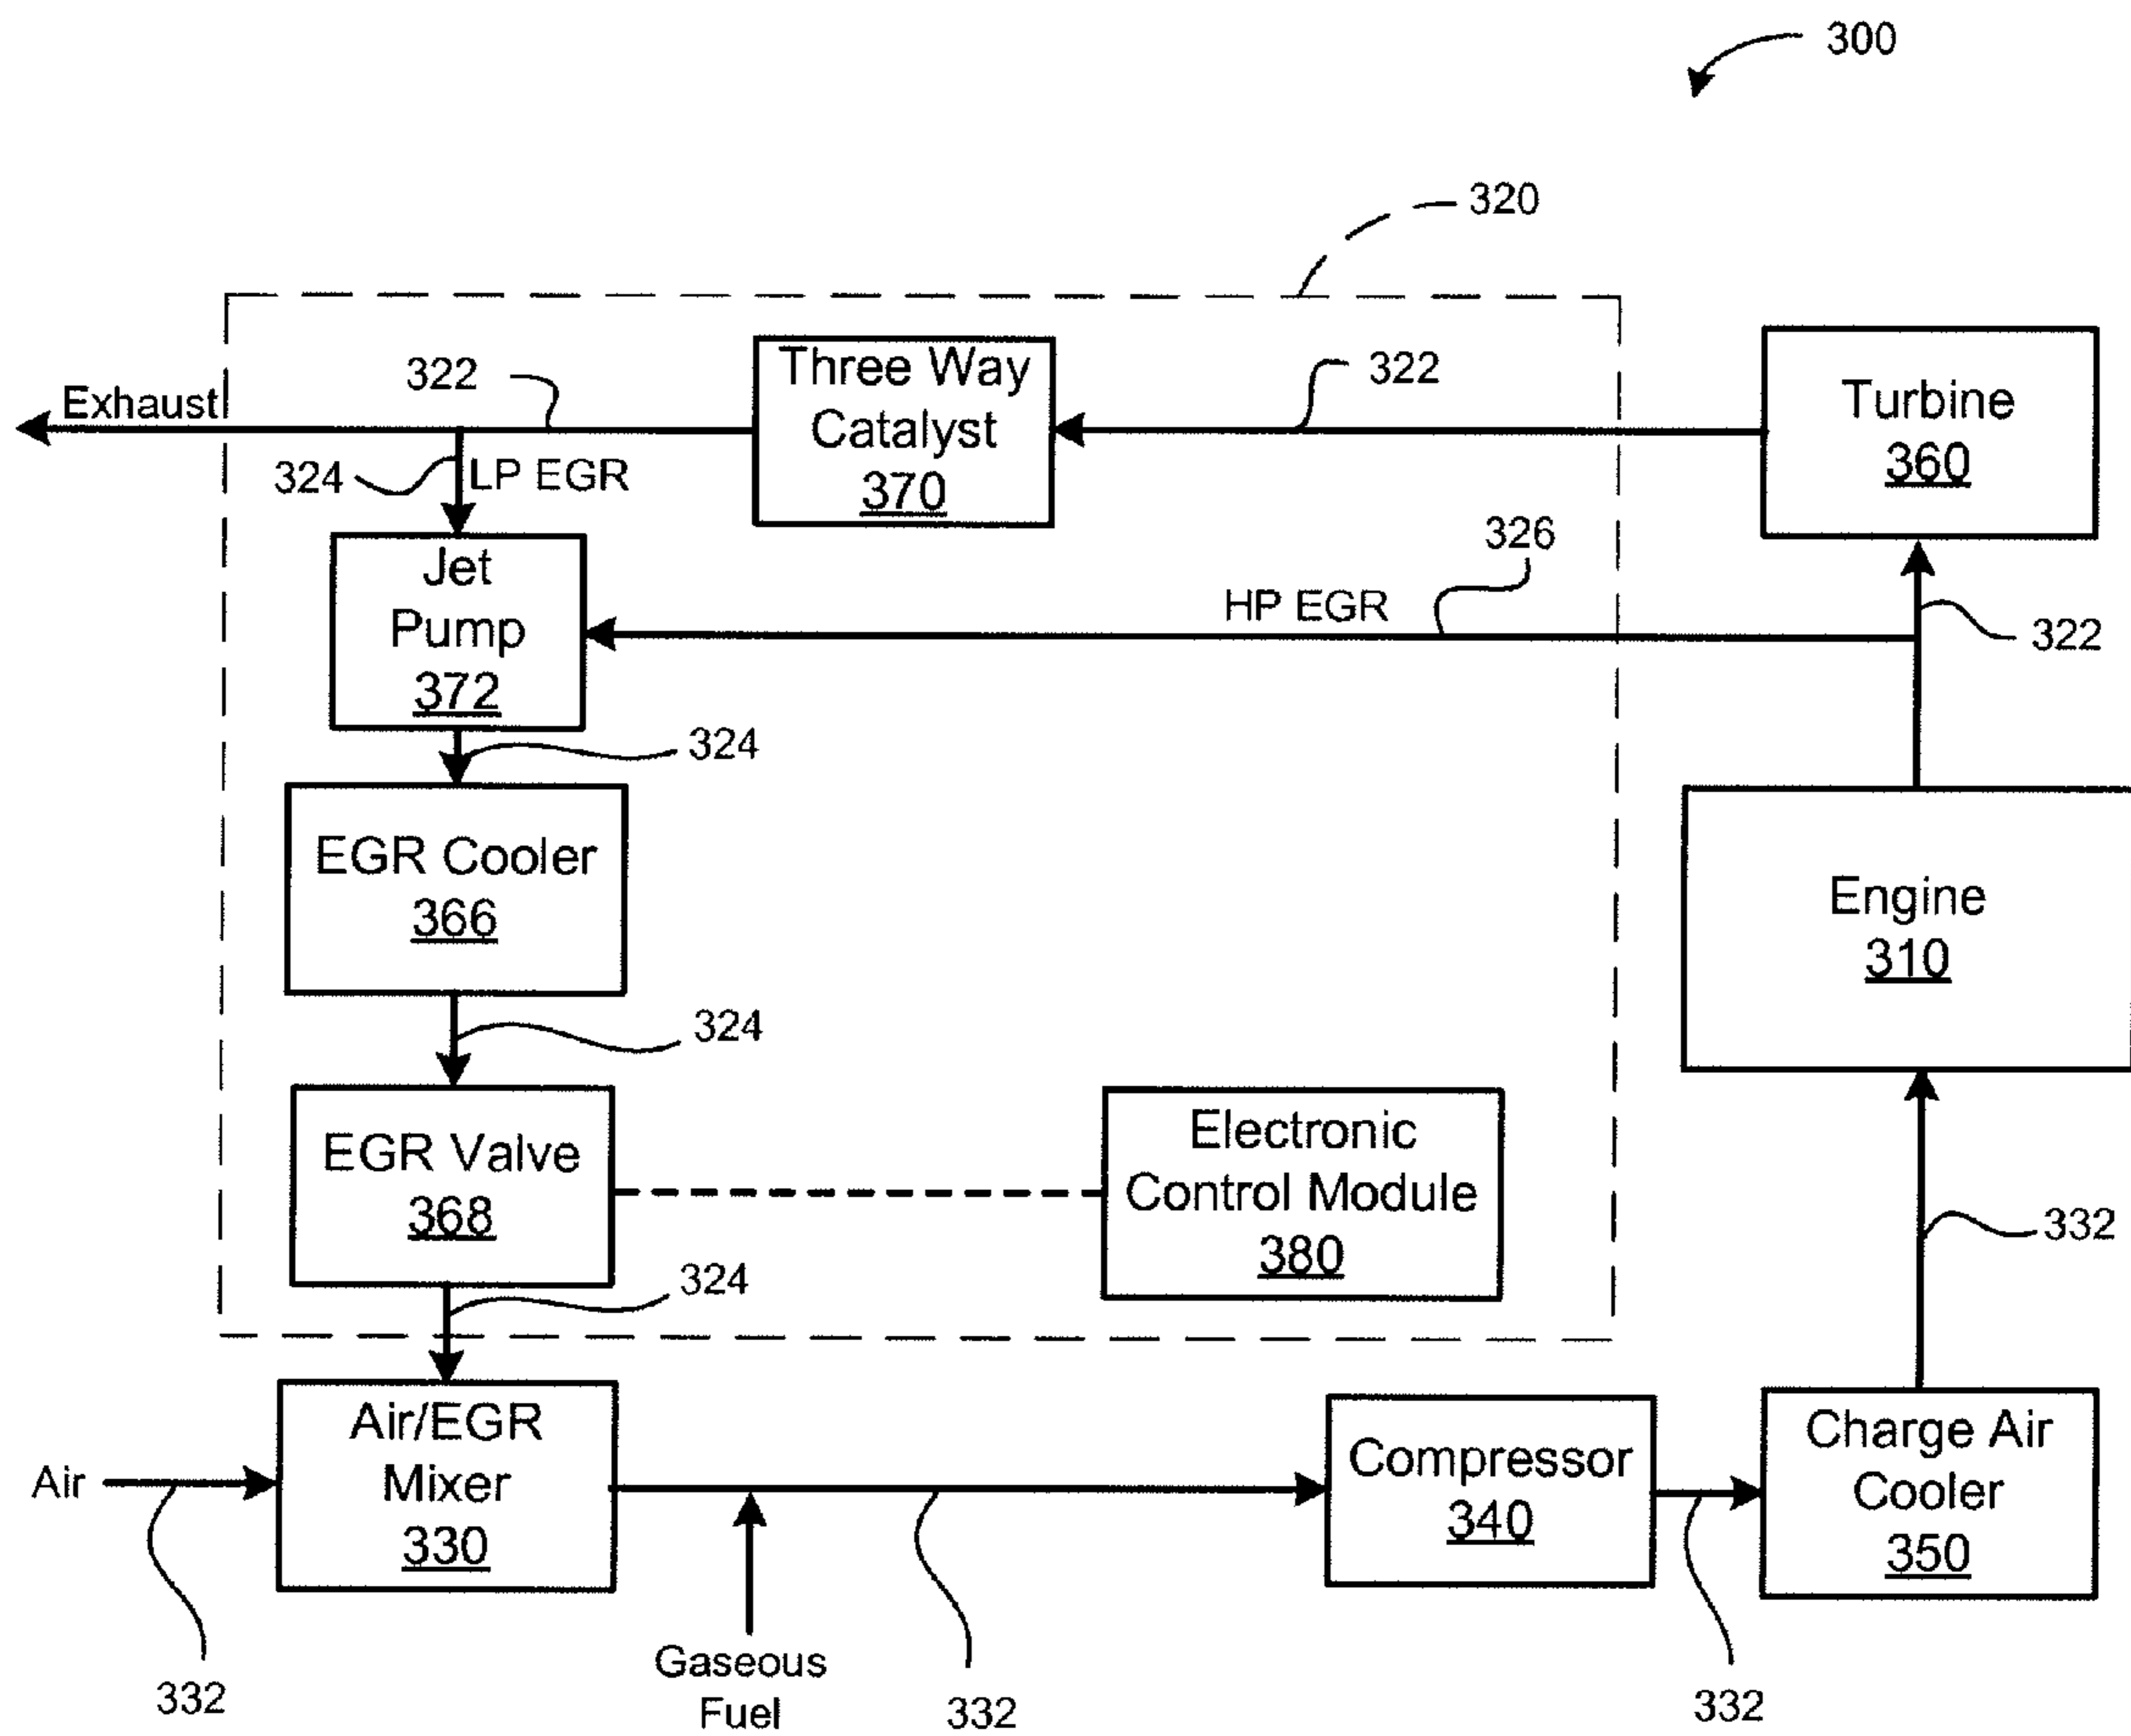 300
320
Three Way
Catalyst
370
322
322
Exhaust
324
LP EGR
Turbine
360
326
HP EGR
322
Jet
Pump
372
324
EGR Cooler
366
Engine
310
324
EGR Valve
368
Electronic
Control Module
380
324
332
Air/EGR
Mixer
330
Air
Compressor
340
Charge Air
Cooler
350
332
Gaseous
Fuel
332
332